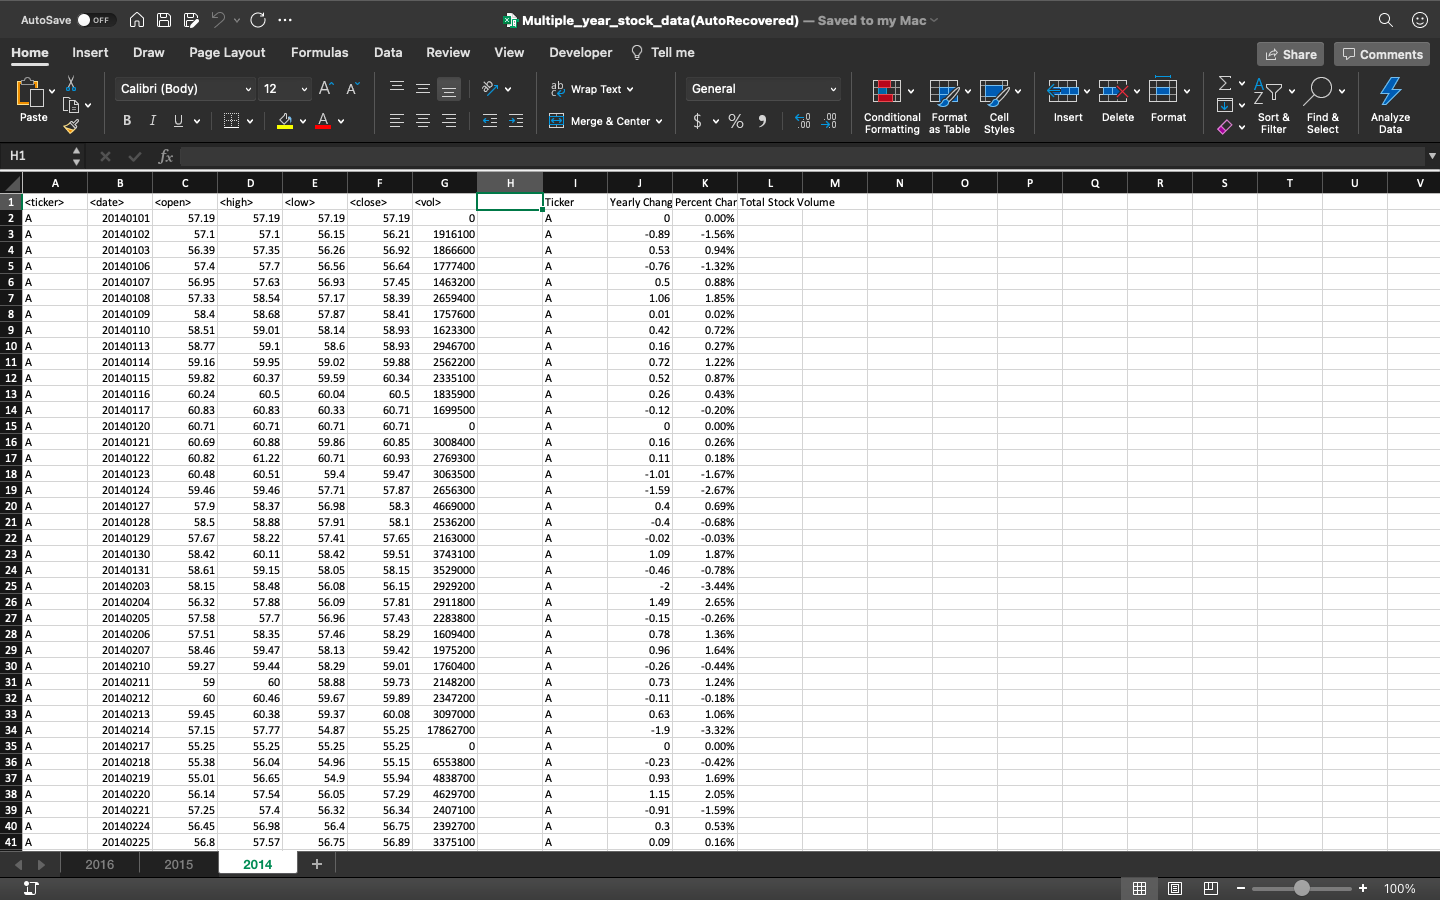 AutoSave OFF Multiple_year_stock_data(AutoRecovered) — Saved to my Mac
Home Insert Draw Page Layout Formulas Data Review View Developer Tell me Share Comments
Paste Calibri (Body) 12 A A B I U A ab Wrap Text Merge & Center General $ % Conditional Formatting Format as Table Cell Styles Insert Delete Format Sort & Filter Find & Select Analyze Data
H1 fx
A B C D E F G H I J K L M N O P Q R S T U V
1 <ticker> <date> <open> <high> <low> <close> <vol> Ticker Yearly Chang Percent Char Total Stock Volume
2 A 20140101 57.19 57.19 57.19 57.19 0 A 0 0.00%
3 A 20140102 57.1 57.1 56.15 56.21 1916100 A -0.89 -1.56%
4 A 20140103 56.39 57.35 56.26 56.92 1866600 A 0.53 0.94%
5 A 20140106 57.4 57.7 56.56 56.64 1777400 A -0.76 -1.32%
6 A 20140107 56.95 57.63 56.93 57.45 1463200 A 0.5 0.88%
7 A 20140108 57.33 58.54 57.17 58.39 2659400 A 1.06 1.85%
8 A 20140109 58.4 58.68 57.87 58.41 1757600 A 0.01 0.02%
9 A 20140110 58.51 59.01 58.14 58.93 1623300 A 0.42 0.72%
10 A 20140113 58.77 59.1 58.6 58.93 2946700 A 0.16 0.27%
11 A 20140114 59.16 59.95 59.02 59.88 2562200 A 0.72 1.22%
12 A 20140115 59.82 60.37 59.59 60.34 2335100 A 0.52 0.87%
13 A 20140116 60.24 60.5 60.04 60.5 1835900 A 0.26 0.43%
14 A 20140117 60.83 60.83 60.33 60.71 1699500 A -0.12 -0.20%
15 A 20140120 60.71 60.71 60.71 60.71 0 A 0 0.00%
16 A 20140121 60.69 60.88 59.86 60.85 3008400 A 0.16 0.26%
17 A 20140122 60.82 61.22 60.71 60.93 2769300 A 0.11 0.18%
18 A 20140123 60.48 60.51 59.4 59.47 3063500 A -1.01 -1.67%
19 A 20140124 59.46 59.46 57.71 57.87 2656300 A -1.59 -2.67%
20 A 20140127 57.9 58.37 56.98 58.3 4669000 A 0.4 0.69%
21 A 20140128 58.5 58.88 57.91 58.1 2536200 A -0.4 -0.68%
22 A 20140129 57.67 58.22 57.41 57.65 2163000 A -0.02 -0.03%
23 A 20140130 58.42 60.11 58.42 59.51 3743100 A 1.09 1.87%
24 A 20140131 58.61 59.15 58.05 58.15 3529000 A -0.46 -0.78%
25 A 20140203 58.15 58.48 56.08 56.15 2929200 A -2 -3.44%
26 A 20140204 56.32 57.88 56.09 57.81 2911800 A 1.49 2.65%
27 A 20140205 57.58 57.7 56.96 57.43 2283800 A -0.15 -0.26%
28 A 20140206 57.51 58.35 57.46 58.29 1609400 A 0.78 1.36%
29 A 20140207 58.46 59.47 58.13 59.42 1975200 A 0.96 1.64%
30 A 20140210 59.27 59.44 58.29 59.01 1760400 A -0.26 -0.44%
31 A 20140211 59 60 58.88 59.73 2148200 A 0.73 1.24%
32 A 20140212 60 60.46 59.67 59.89 2347200 A -0.11 -0.18%
33 A 20140213 59.45 60.38 59.37 60.08 3097000 A 0.63 1.06%
34 A 20140214 57.15 57.77 54.87 55.25 17862700 A -1.9 -3.32%
35 A 20140217 55.25 55.25 55.25 55.25 0 A 0 0.00%
36 A 20140218 55.38 56.04 54.96 55.15 6553800 A -0.23 -0.42%
37 A 20140219 55.01 56.65 54.9 55.94 4838700 A 0.93 1.69%
38 A 20140220 56.14 57.54 56.05 57.29 4629700 A 1.15 2.05%
39 A 20140221 57.25 57.4 56.32 56.34 2407100 A -0.91 -1.59%
40 A 20140224 56.45 56.98 56.4 56.75 2392700 A 0.3 0.53%
41 A 20140225 56.8 57.57 56.75 56.89 3375100 A 0.09 0.16%
2016 2015 2014 +
100%